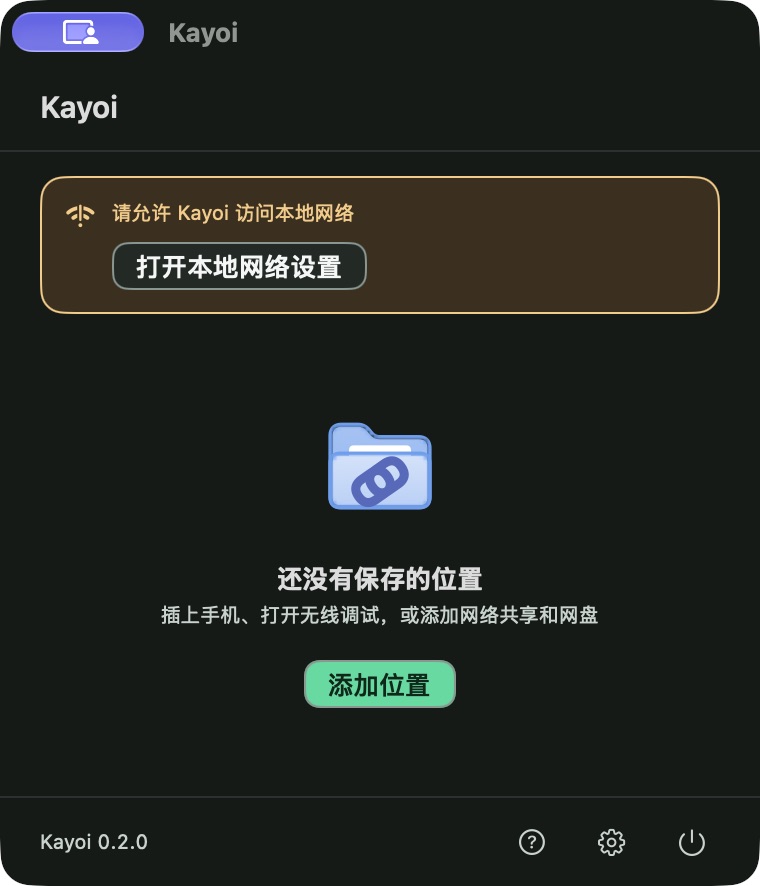 Kayoi
Kayoi
请允许 Kayoi 访问本地网络
打开本地网络设置
还没有保存的位置
插上手机、打开无线调试，或添加网络共享和网盘
添加位置
Kayoi 0.2.0
?